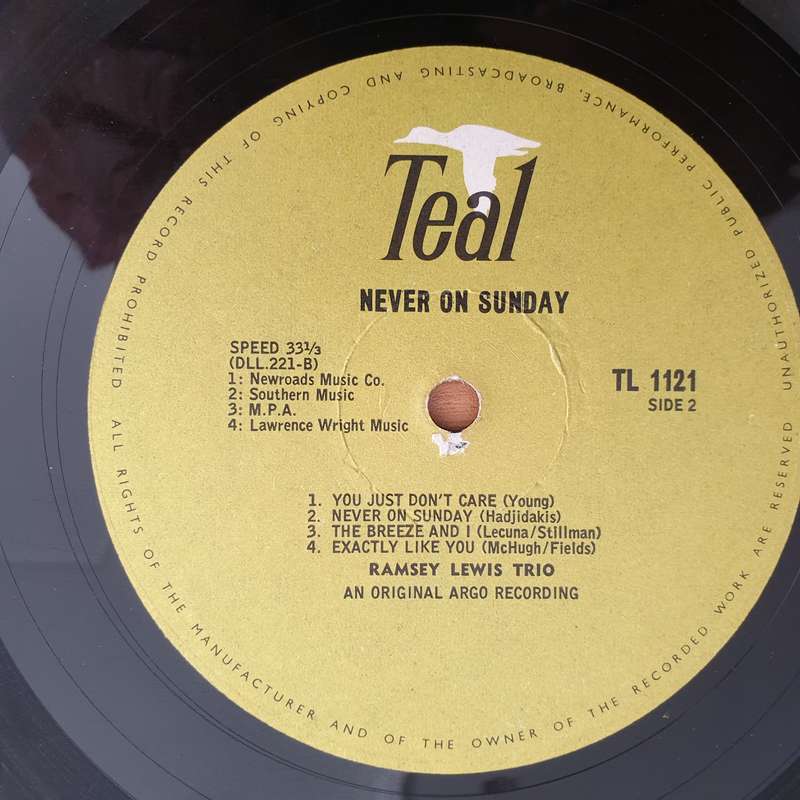 Teal
NEVER ON SUNDAY
SPEED 33⅓
(DLL.221-B)
1: Newroads Music Co.
2: Southern Music
3: M.P.A.
4: Lawrence Wright Music
TL 1121
SIDE 2
1. YOU JUST DON'T CARE (Young)
2. NEVER ON SUNDAY (Hadjidakis)
3. THE BREEZE AND I (Lecuna/Stillman)
4. EXACTLY LIKE YOU (McHugh/Fields)
RAMSEY LEWIS TRIO
AN ORIGINAL ARGO RECORDING
ALL RIGHTS OF THE MANUFACTURER AND OF THE OWNER OF THE RECORDED WORK ARE RESERVED UNAUTHORIZED PUBLIC PERFORMANCE, BROADCASTING AND COPYING OF THIS RECORD PROHIBITED